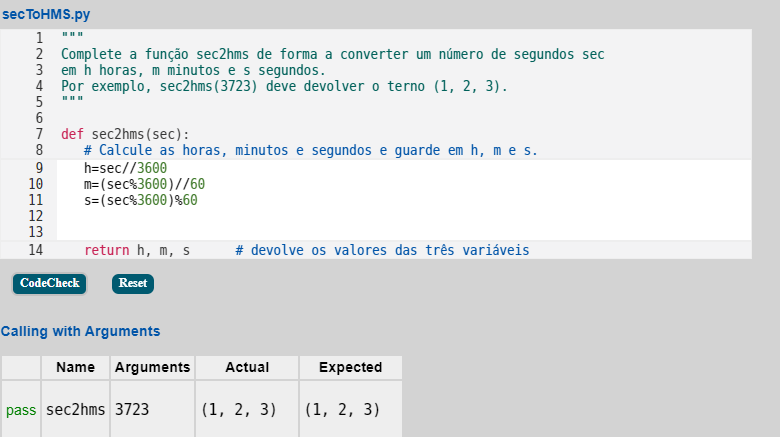 secToHMS.py
1 """
2 Complete a função sec2hms de forma a converter um número de segundos sec
3 em h horas, m minutos e s segundos.
4 Por exemplo, sec2hms(3723) deve devolver o terno (1, 2, 3).
5 """
6
7 def sec2hms(sec):
8 # Calcule as horas, minutos e segundos e guarde em h, m e s.
9 h=sec//3600
10 m=(sec%3600)//60
11 s=(sec%3600)%60
12
13
14 return h, m, s # devolve os valores das três variáveis
CodeCheck Reset
Calling with Arguments
Name Arguments Actual Expected
pass sec2hms 3723 (1, 2, 3) (1, 2, 3)